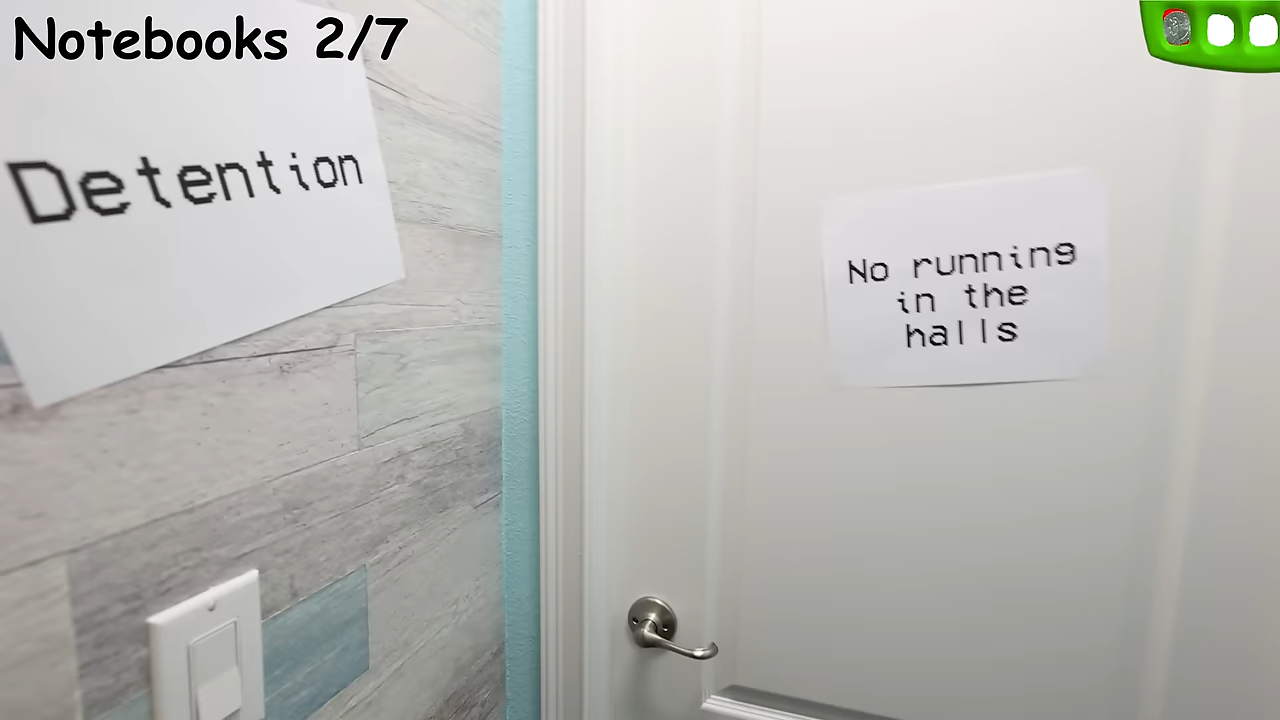 Notebooks 2/7
Detention
No running
in the
halls